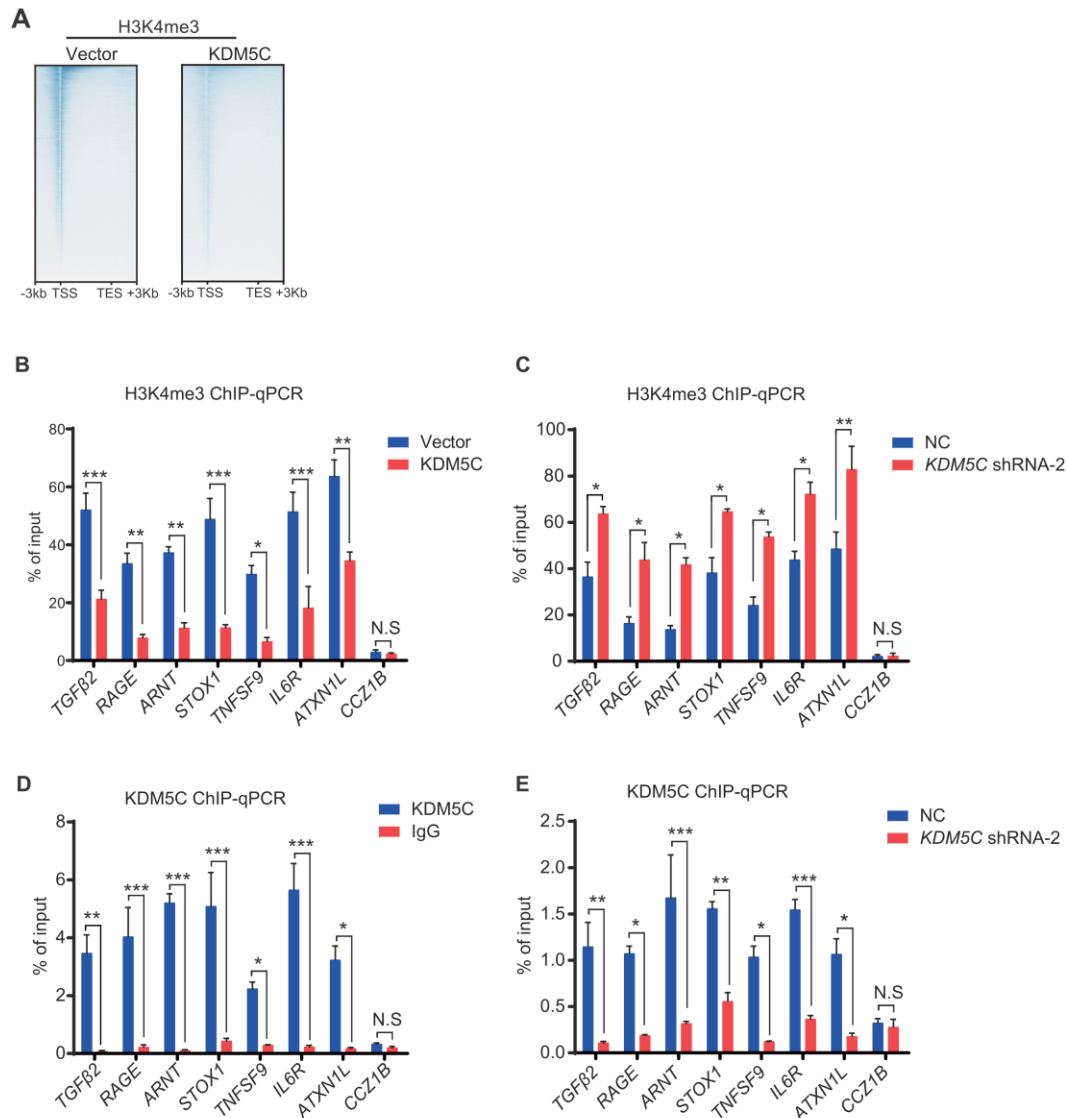 A
H3K4me3
Vector KDM5C
-3kb TSS TES +3Kb -3kb TSS TES +3Kb
B
H3K4me3 ChIP-qPCR
Vector
KDM5C
% of input
80
60
40
20
0
*** ** ** *** * *** ** N.S
TGFβ2 RAGE ARNT STOX1 TNFSF9 IL6R ATXN1L CCZ1B
C
H3K4me3 ChIP-qPCR
NC
KDM5C shRNA-2
% of input
100
80
60
40
20
0
* * * * * * ** N.S
TGFβ2 RAGE ARNT STOX1 TNFSF9 IL6R ATXN1L CCZ1B
D
KDM5C ChIP-qPCR
KDM5C
IgG
% of input
8
6
4
2
0
** *** *** *** * *** * N.S
TGFβ2 RAGE ARNT STOX1 TNFSF9 IL6R ATXN1L CCZ1B
E
KDM5C ChIP-qPCR
NC
KDM5C shRNA-2
% of input
2.5
2.0
1.5
1.0
0.5
0.0
** * *** ** * *** * N.S
TGFβ2 RAGE ARNT STOX1 TNFSF9 IL6R ATXN1L CCZ1B